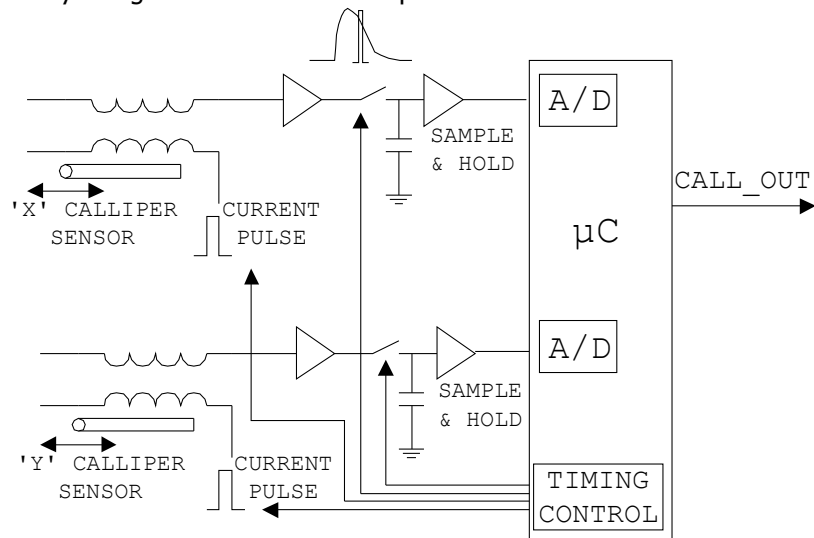 A/D
SAMPLE
& HOLD
'X' CALLIPER
SENSOR
CURRENT
PULSE
CALL_OUT
µC
A/D
SAMPLE
& HOLD
'Y' CALLIPER
SENSOR
CURRENT
PULSE
TIMING
CONTROL